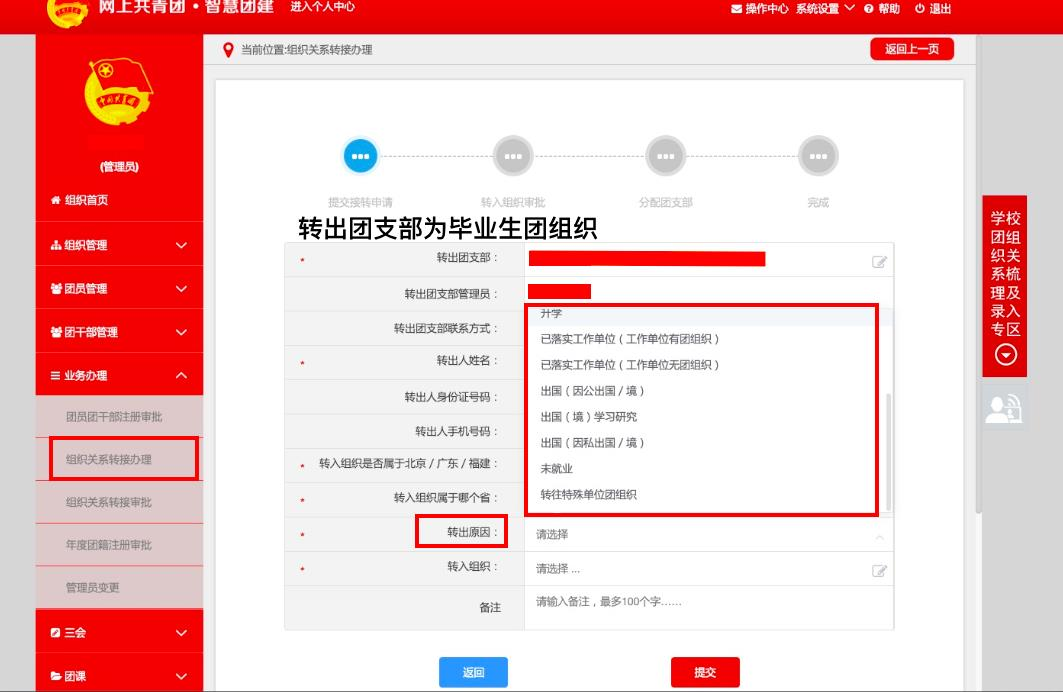 网上共青团·智慧团建
进入个人中心
操作中心
系统设置
帮助
退出
当前位置:组织关系转接办理
返回上一页
(管理员)
组织首页
组织管理
团员管理
团干部管理
业务办理
团员团干部注册审批
组织关系转接办理
组织关系转接审批
年度团籍注册审批
管理员变更
三会
团课
提交接转申请
转入组织审批
分配团支部
完成
转出团支部为毕业生团组织
* 转出团支部：
转出团支部管理员：
转出团支部联系方式：
* 转出人姓名：
转出人身份证号码：
转出人手机号码：
* 转入组织是否属于北京/广东/福建：
* 转入组织属于哪个省：
升学
已落实工作单位（工作单位有团组织）
已落实工作单位（工作单位无团组织）
出国（因公出国/境）
出国（境）学习研究
出国（因私出国/境）
未就业
转往特殊单位团组织
* 转出原因：
请选择
* 转入组织：
请选择 ...
备注
请输入备注，最多100个字......
返回
提交
学校
团组
织关
系梳
理及
录入
专区